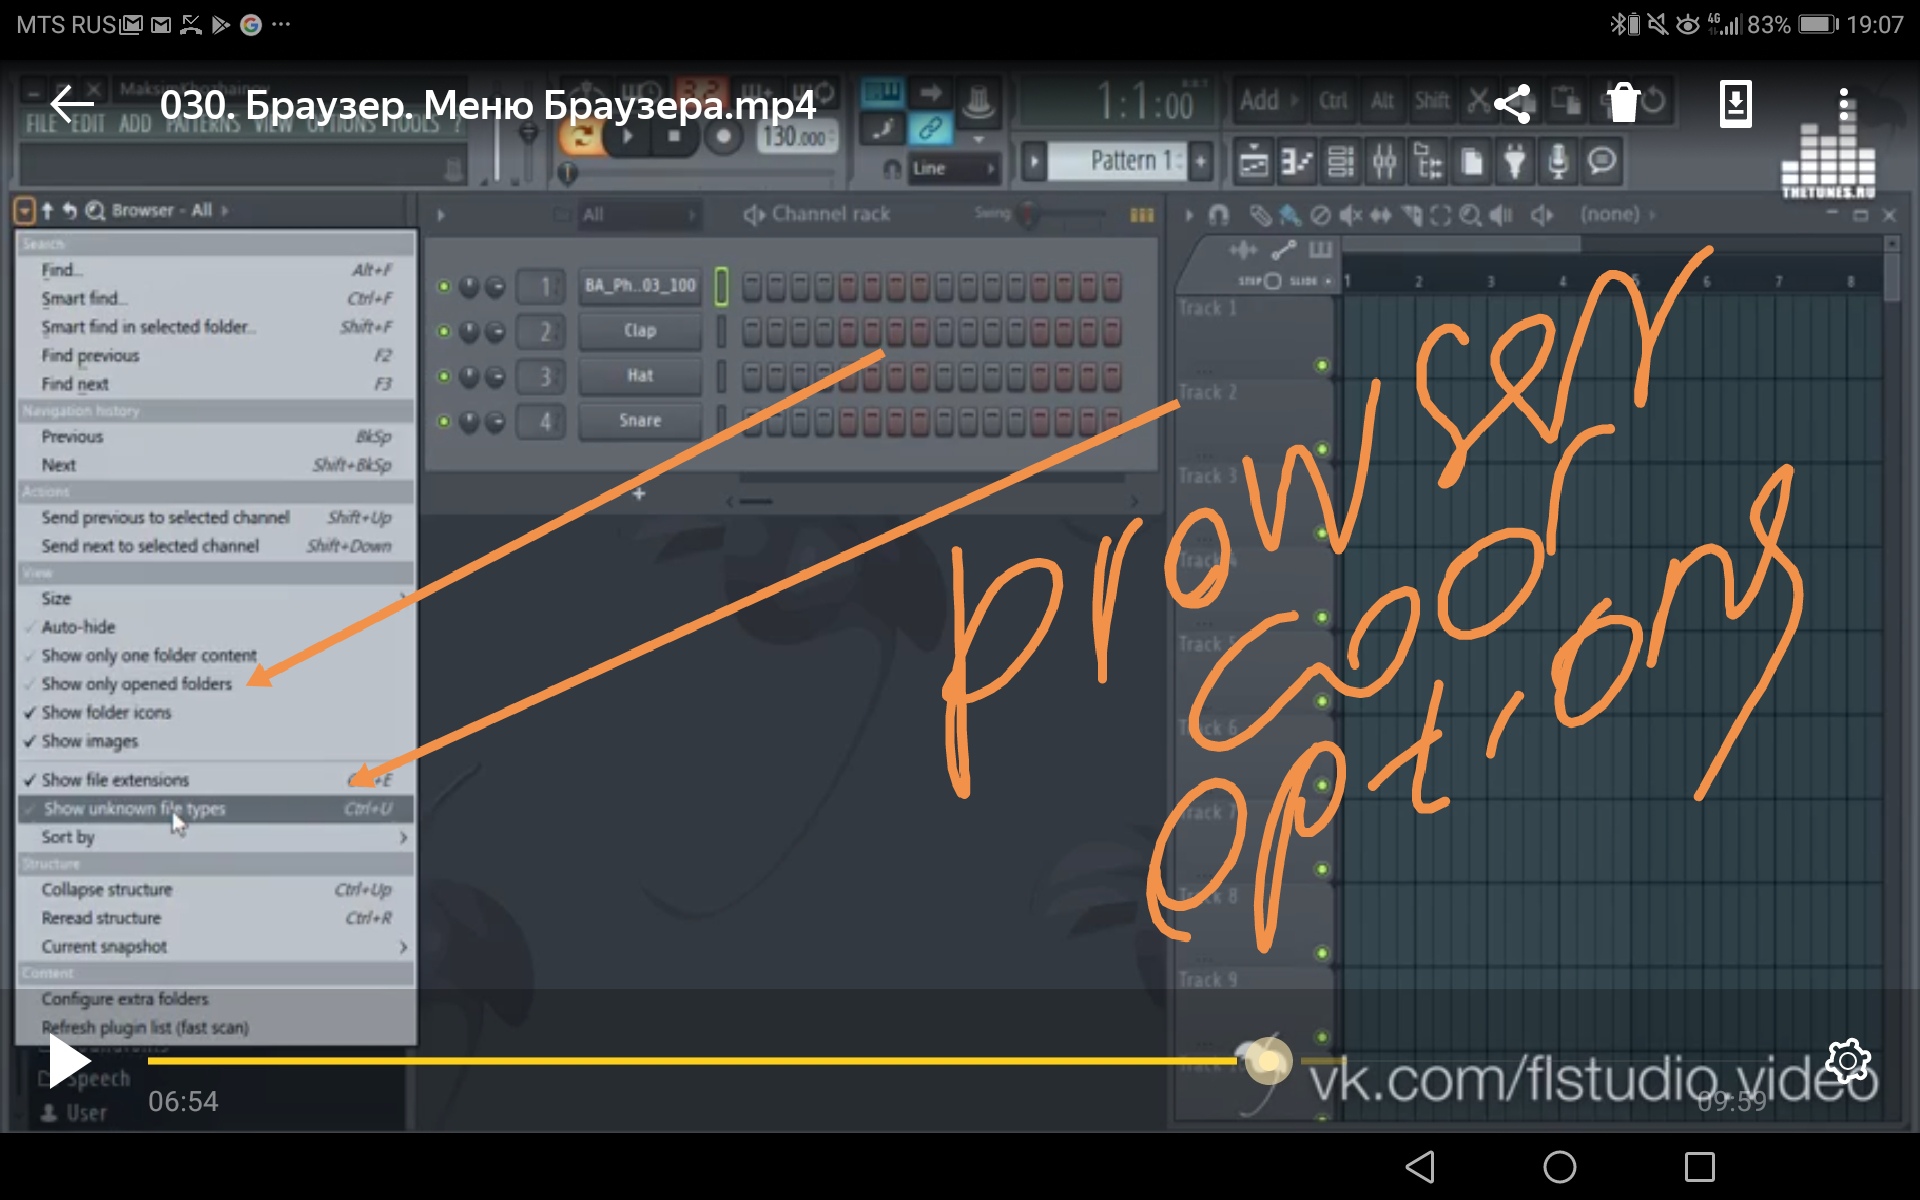 MTS RUS
83% 19:07
030. Браузер. Меню Браузера.mp4
FILE EDIT ADD PATTERNS VIEW OPTIONS TOOLS ?
130.000
Line
1:1:00
Pattern 1
Add Ctrl Alt Shift
THETUNES.RU
Browser - All
Search
Find... Alt+F
Smart find... Ctrl+F
Smart find in selected folder... Shift+F
Find previous F2
Find next F3
Navigation history
Previous BkSp
Next Shift+BkSp
Actions
Send previous to selected channel Shift+Up
Send next to selected channel Shift+Down
View
Size
Auto-hide
Show only one folder content
Show only opened folders
Show folder icons
Show images
Show file extensions
Show unknown file types Ctrl+U
Sort by
Structure
Collapse structure Ctrl+Up
Reread structure Ctrl+R
Current snapshot
Content
Configure extra folders
Refresh plugin list (fast scan)
Speech
User
All Channel rack Swing
1 BA_Ph..03_100
2 Clap
3 Hat
4 Snare
(none)
STEP SLIDE
1 2 3 4 5 6 7 8
Track 1
Track 2
Track 3
Track 4
Track 5
Track 6
Track 7
Track 8
Track 9
prowser
coor
options
06:54
09:59
vk.com/flstudio.video